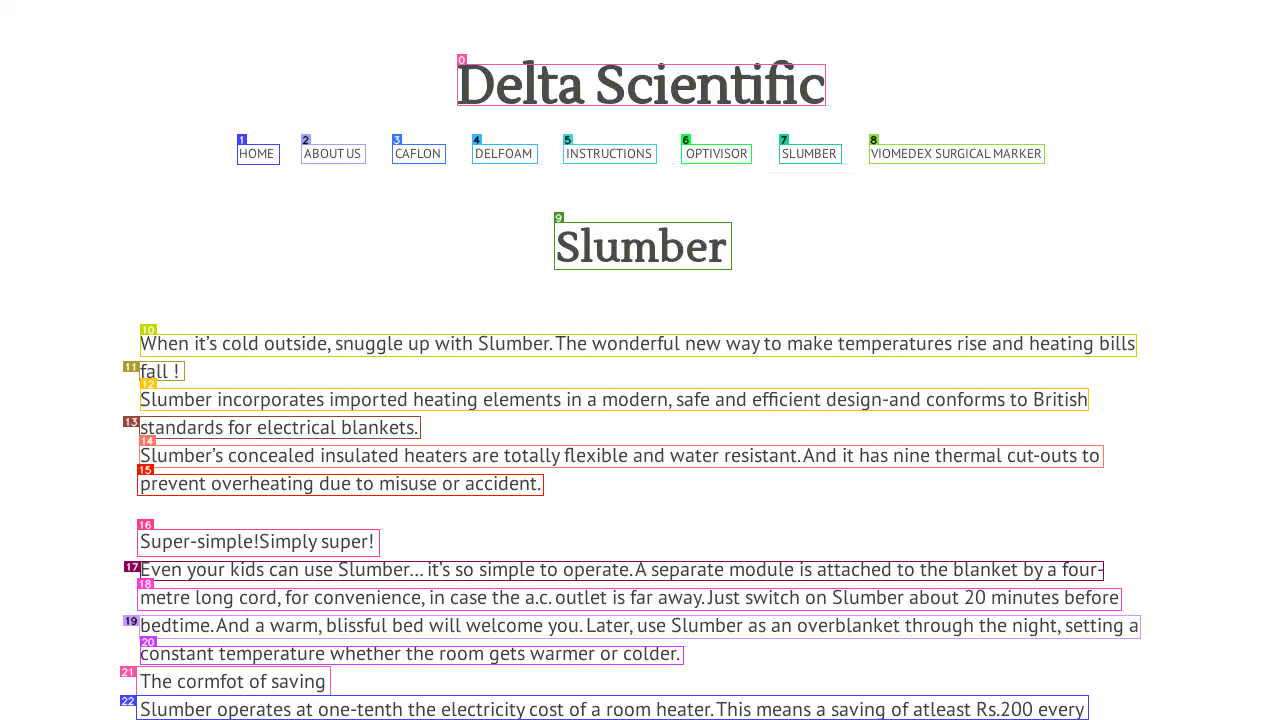 Delta Scientific
HOME ABOUT US CAFLON DELFOAM INSTRUCTIONS OPTIVISOR SLUMBER VIOMEDEX SURGICAL MARKER
Slumber
When it's cold outside, snuggle up with Slumber. The wonderful new way to make temperatures rise and heating bills
fall !
Slumber incorporates imported heating elements in a modern, safe and efficient design-and conforms to British
standards for electrical blankets.
Slumber's concealed insulated heaters are totally flexible and water resistant. And it has nine thermal cut-outs to
prevent overheating due to misuse or accident.
Super-simple!Simply super!
Even your kids can use Slumber... it's so simple to operate. A separate module is attached to the blanket by a four-
metre long cord, for convenience, in case the a.c. outlet is far away. Just switch on Slumber about 20 minutes before
bedtime. And a warm, blissful bed will welcome you. Later, use Slumber as an overblanket through the night, setting a
constant temperature whether the room gets warmer or colder.
The cormfot of saving
Slumber operates at one-tenth the electricity cost of a room heater. This means a saving of atleast Rs.200 every